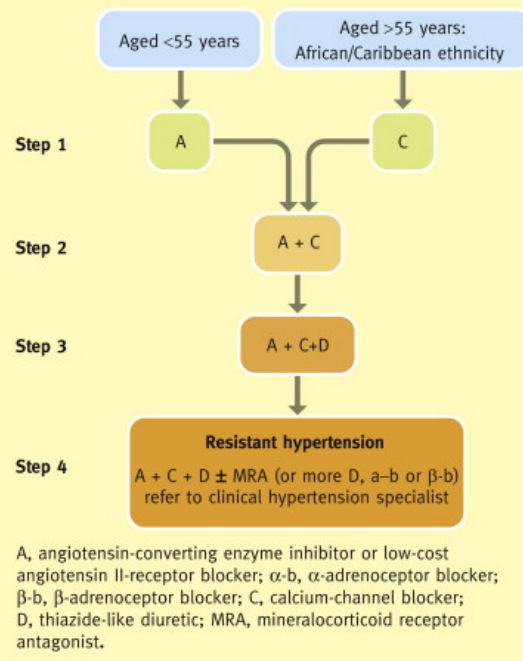 Aged <55 years
Aged >55 years:
African/Caribbean ethnicity
Step 1
A
C
Step 2
A + C
Step 3
A + C+D
Step 4
Resistant hypertension
A + C + D ± MRA (or more D, a–b or β-b)
refer to clinical hypertension specialist
A, angiotensin-converting enzyme inhibitor or low-cost
angiotensin II-receptor blocker; α-b, α-adrenoceptor blocker;
β-b, β-adrenoceptor blocker; C, calcium-channel blocker;
D, thiazide-like diuretic; MRA, mineralocorticoid receptor
antagonist.